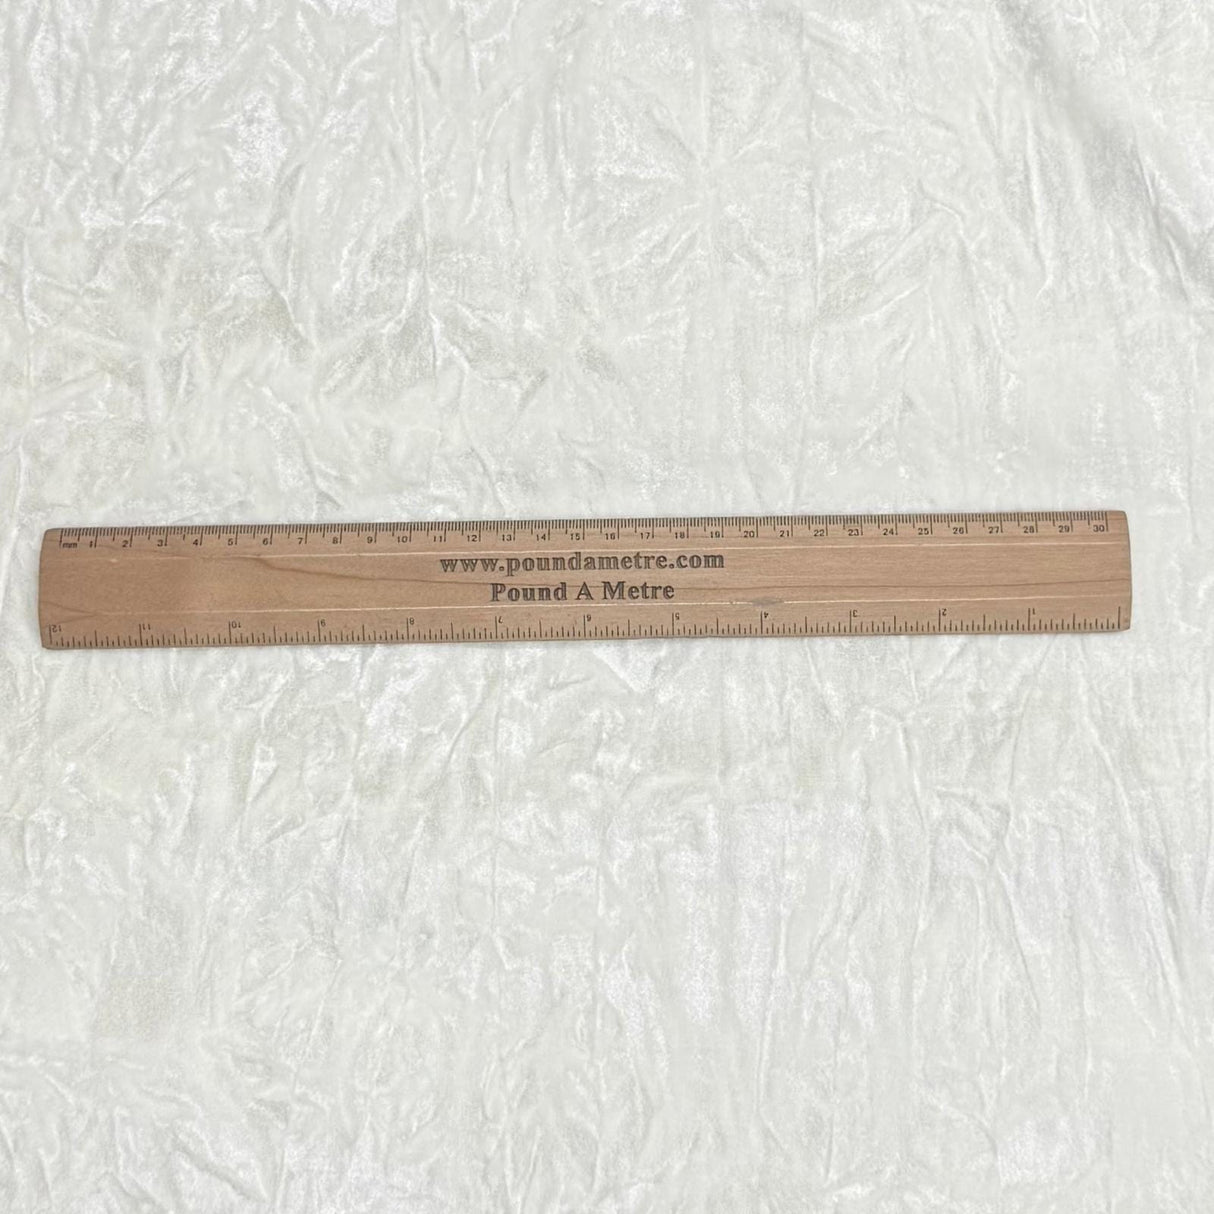 mm 1 2 3 4 5 6 7 8 9 10 11 12 13 14 15 16 17 18 19 20 21 22 23 24 25 26 27 28 29 30
www.poundametre.com
Pound A Metre
12 11 10 9 8 7 6 5 4 3 2 1